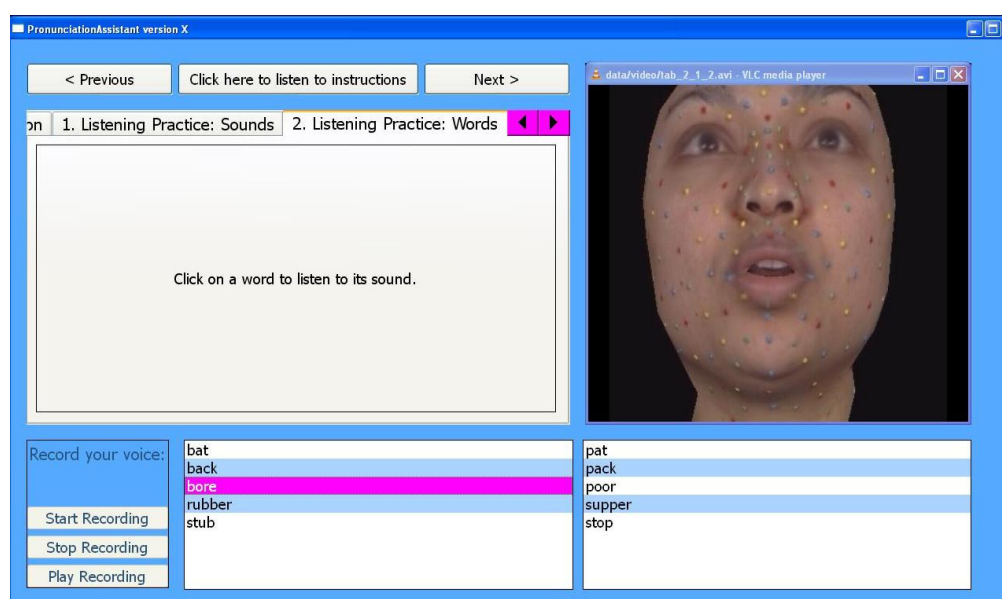 PronunciationAssistant version X
< Previous
Click here to listen to instructions
Next >
data/video/tab_2_1_2.avi - VLC media player
on
1. Listening Practice: Sounds
2. Listening Practice: Words
Click on a word to listen to its sound.
Record your voice:
Start Recording
Stop Recording
Play Recording
bat
back
bore
rubber
stub
pat
pack
poor
supper
stop